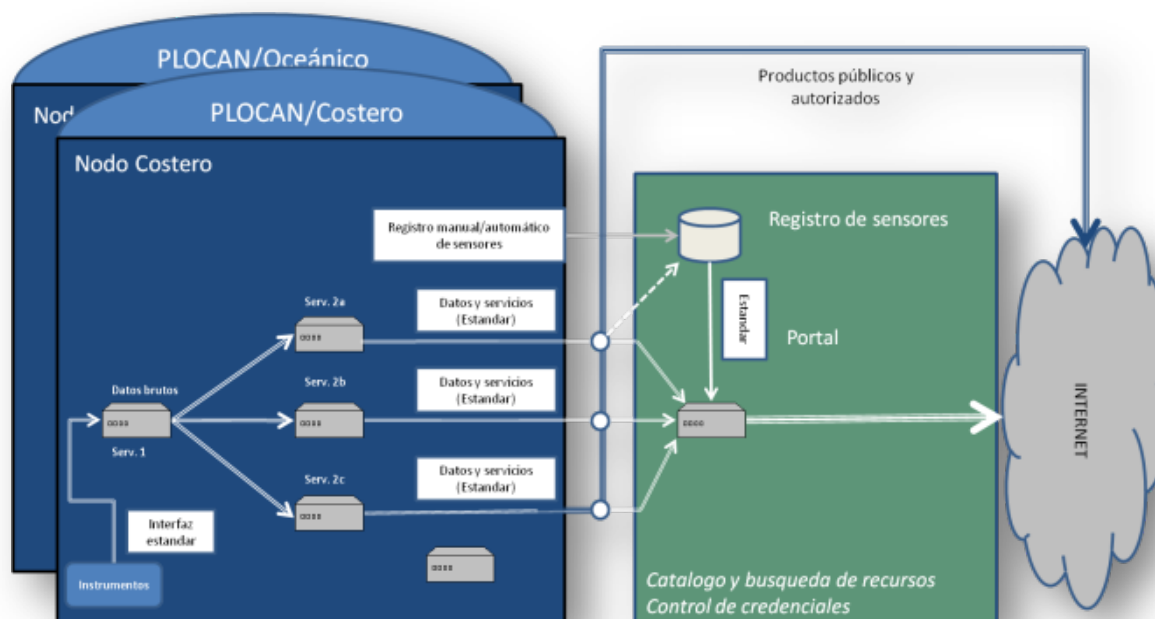 PLOCAN/Oceánico
Nod
PLOCAN/Costero
Nodo Costero
Productos públicos y
autorizados
Registro manual/automático
de sensores
Registro de sensores
Serv. 2a
Datos y servicios
(Estandar)
Estandar
Portal
Datos brutos
Serv. 1
Serv. 2b
Datos y servicios
(Estandar)
INTERNET
Serv. 2c
Datos y servicios
(Estandar)
Interfaz
estandar
Instrumentos
Catalogo y busqueda de recursos
Control de credenciales